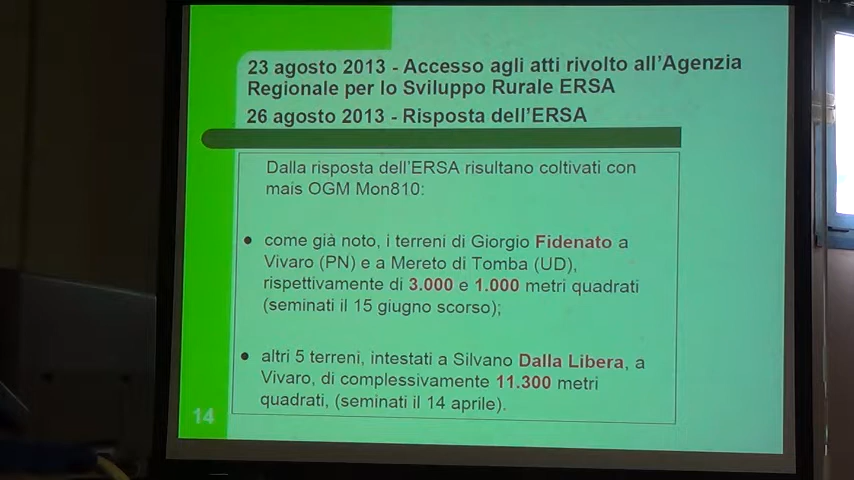 23 agosto 2013 - Accesso agli atti rivolto all'Agenzia
Regionale per lo Sviluppo Rurale ERSA
26 agosto 2013 - Risposta dell'ERSA
Dalla risposta dell'ERSA risultano coltivati con
mais OGM Mon810:
● come già noto, i terreni di Giorgio Fidenato a
Vivaro (PN) e a Mereto di Tomba (UD),
rispettivamente di 3.000 e 1.000 metri quadrati
(seminati il 15 giugno scorso);
● altri 5 terreni, intestati a Silvano Dalla Libera, a
Vivaro, di complessivamente 11.300 metri
quadrati, (seminati il 14 aprile).
14